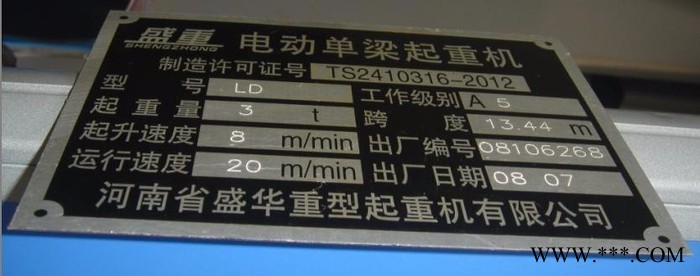 盛重 SHENGZHONG 电动单梁起重机
制造许可证号 TS2410316-2012
型号 LD 工作级别 A 5
起重量 3 t 跨度 13.44 m
起升速度 8 m/min 出厂编号 08106268
运行速度 20 m/min 出厂日期 08 07
河南省盛华重型起重机有限公司
www.***.COM